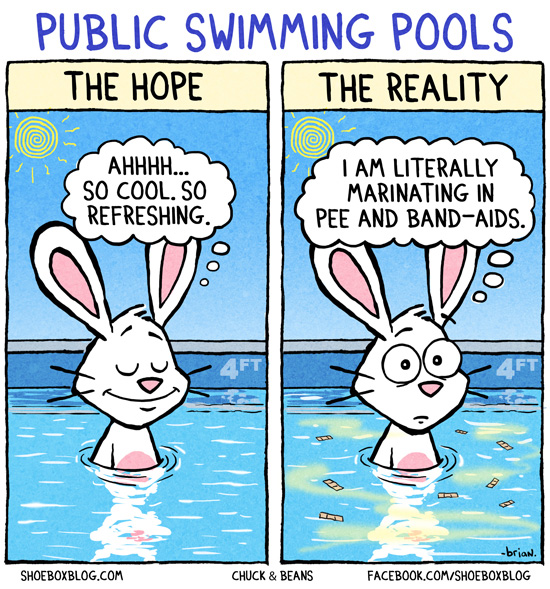 PUBLIC SWIMMING POOLS
THE HOPE
AHHHH...
SO COOL. SO
REFRESHING.
4FT
THE REALITY
I AM LITERALLY
MARINATING IN
PEE AND BAND-AIDS.
4FT
-brian.
SHOEBOXBLOG.COM
CHUCK & BEANS
FACEBOOK.COM/SHOEBOXBLOG